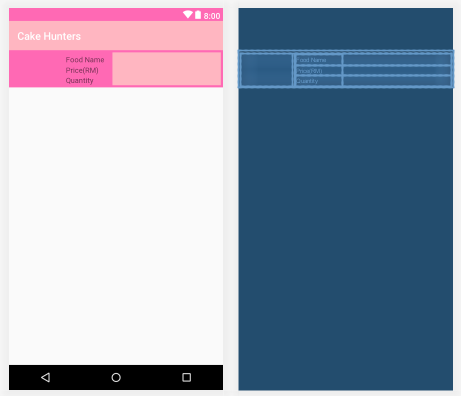 8:00
Cake Hunters
Food Name
Price(RM)
Quantity
Food Name
Price(RM)
Quantity